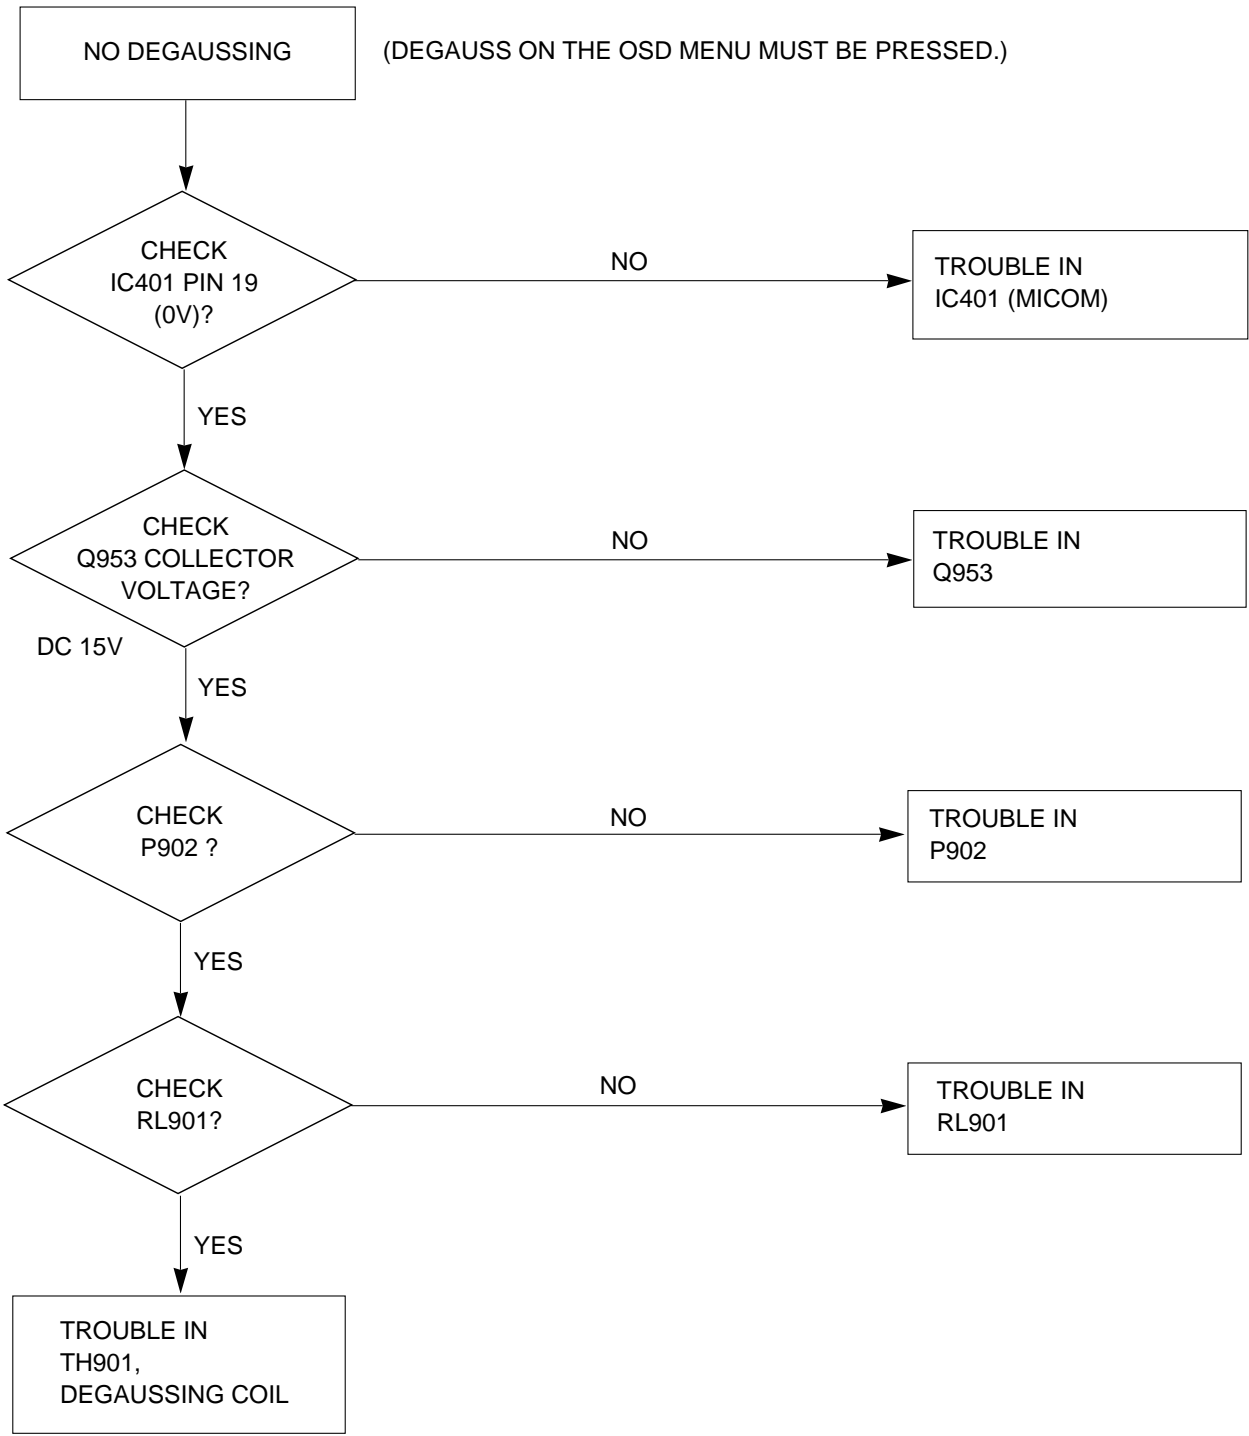 NO DEGAUSSING
(DEGAUSS ON THE OSD MENU MUST BE PRESSED.)
CHECK
IC401 PIN 19
(0V)?
NO
TROUBLE IN
IC401 (MICOM)
YES
CHECK
Q953 COLLECTOR
VOLTAGE?
NO
TROUBLE IN
Q953
DC 15V
YES
CHECK
P902 ?
NO
TROUBLE IN
P902
YES
CHECK
RL901?
NO
TROUBLE IN
RL901
YES
TROUBLE IN
TH901,
DEGAUSSING COIL